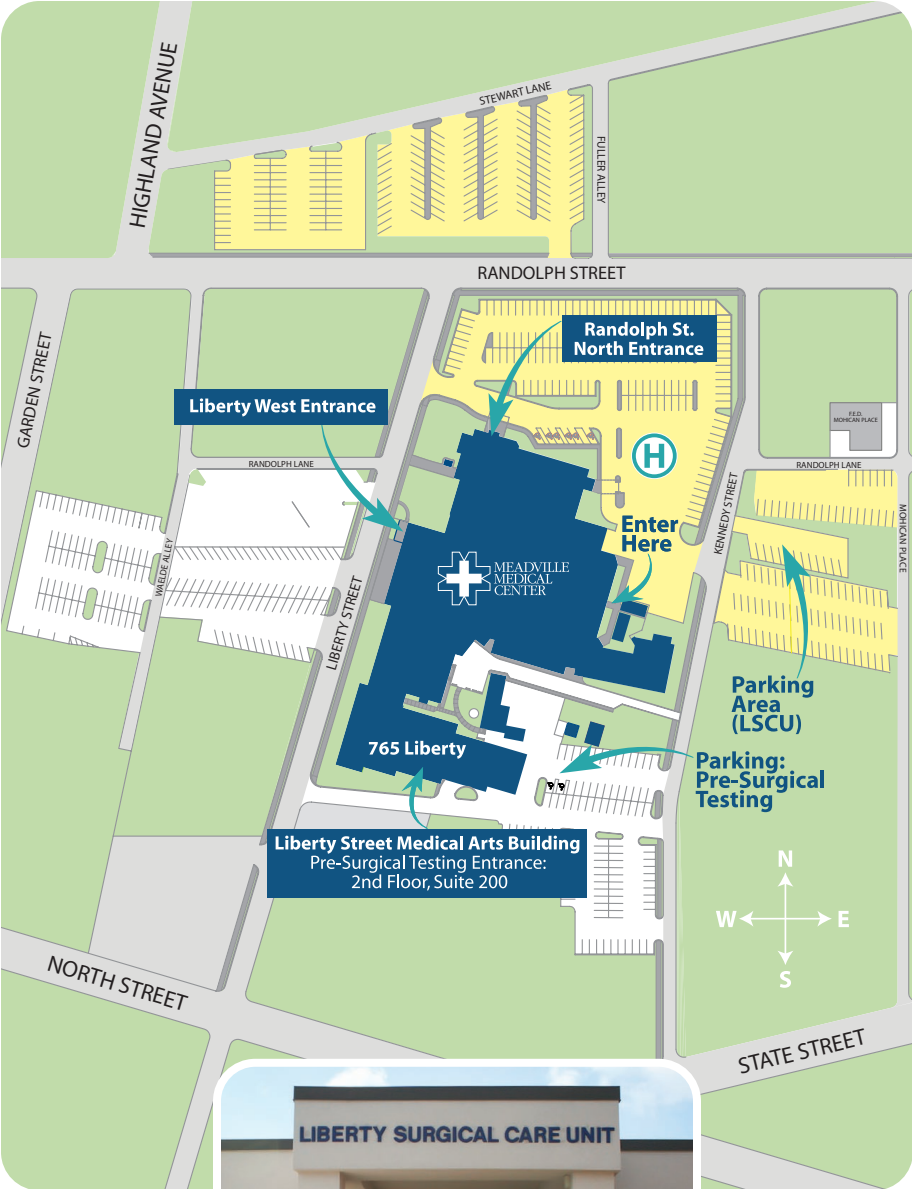 HIGHLAND AVENUE
STEWART LANE
FULLER ALLEY
RANDOLPH STREET
GARDEN STREET
Randolph St.
North Entrance
Liberty West Entrance
F.E.D.
MOHICAN PLACE
H
RANDOLPH LANE
RANDOLPH LANE
KENNEDY STREET
MOHICAN PLACE
Enter
Here
WAELDE ALLEY
MEADVILLE
MEDICAL
CENTER
LIBERTY STREET
Parking
Area
(LSCU)
765 Liberty
Parking:
Pre-Surgical
Testing
Liberty Street Medical Arts Building
Pre-Surgical Testing Entrance:
2nd Floor, Suite 200
N
W
E
S
NORTH STREET
STATE STREET
LIBERTY SURGICAL CARE UNIT